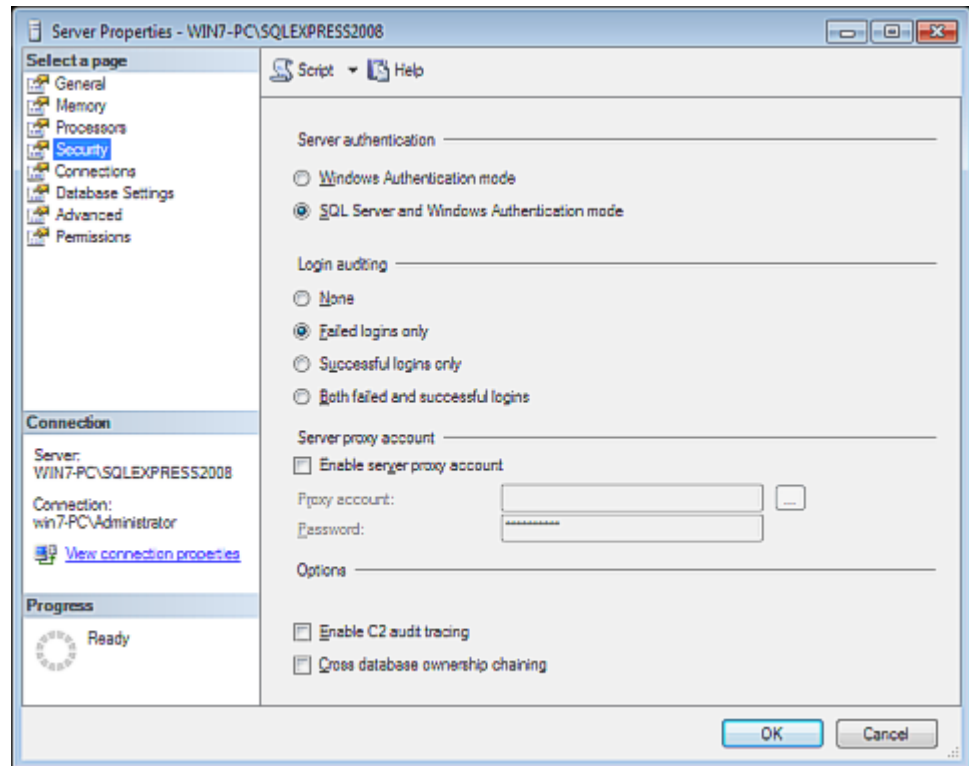 Server Properties - WIN7-PC\SQLEXPRESS2008
Select a page
General
Memory
Processors
Security
Connections
Database Settings
Advanced
Permissions
Script
Help
Server authentication
Windows Authentication mode
SQL Server and Windows Authentication mode
Login auditing
None
Failed logins only
Successful logins only
Both failed and successful logins
Server proxy account
Enable server proxy account
Proxy account:
...
Password:
**********
Options
Enable C2 audit tracing
Cross database ownership chaining
Connection
Server:
WIN7-PC\SQLEXPRESS2008
Connection:
win7-PC\Administrator
View connection properties
Progress
Ready
OK
Cancel